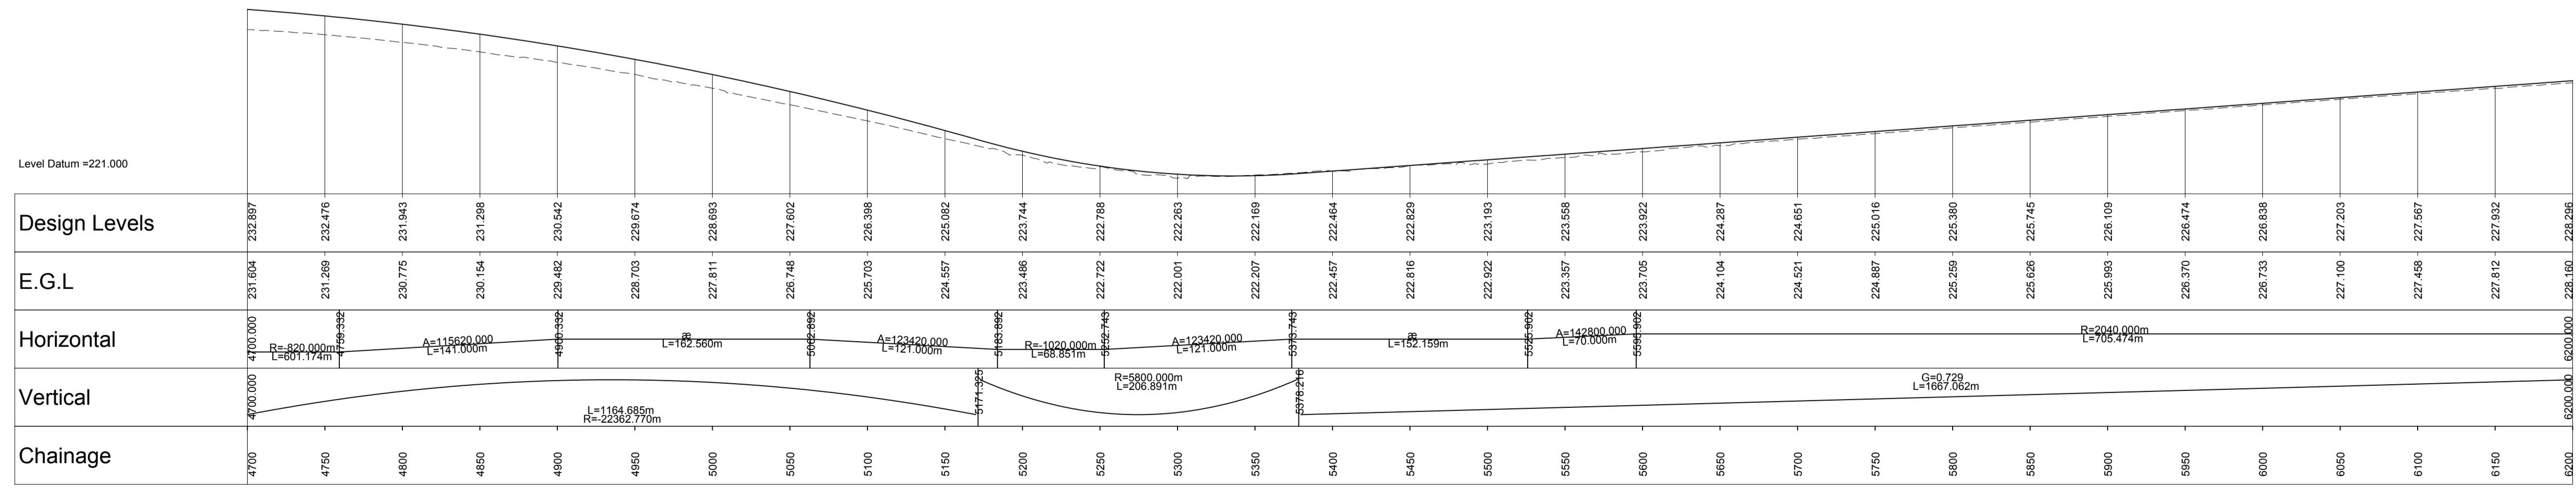 Level Datum =221.000
Design Levels
232.897 232.476 231.943 231.298 230.542 229.674 228.693 227.602 226.398 225.082 223.744 222.788 222.263 222.169 222.464 222.829 223.193 223.558 223.922 224.287 224.651 225.016 225.380 225.745 226.109 226.474 226.838 227.203 227.567 227.932 228.296
E.G.L
231.604 231.269 230.775 230.154 229.482 228.703 227.811 226.748 225.703 224.557 223.486 222.722 222.001 222.207 222.457 222.816 222.922 223.357 223.705 224.104 224.521 224.887 225.259 225.626 225.993 226.370 226.733 227.100 227.458 227.812 228.160
Horizontal
4700.000 4759.332 4900.332 5062.892 5183.892 5252.743 5373.743 5525.902 5595.902 6200.000
R=-820.000m
L=601.174m
A=115620.000
L=141.000m
L=162.560m
A=123420.000
L=121.000m
R=-1020.000m
L=68.851m
A=123420.000
L=121.000m
L=152.159m
A=142800.000
L=70.000m
R=2040.000m
L=705.474m
Vertical
4700.000 5171.325 5378.216 6200.000
L=1164.685m
R=-22362.770m
R=5800.000m
L=206.891m
G=0.729
L=1667.062m
Chainage
4700 4750 4800 4850 4900 4950 5000 5050 5100 5150 5200 5250 5300 5350 5400 5450 5500 5550 5600 5650 5700 5750 5800 5850 5900 5950 6000 6050 6100 6150 6200